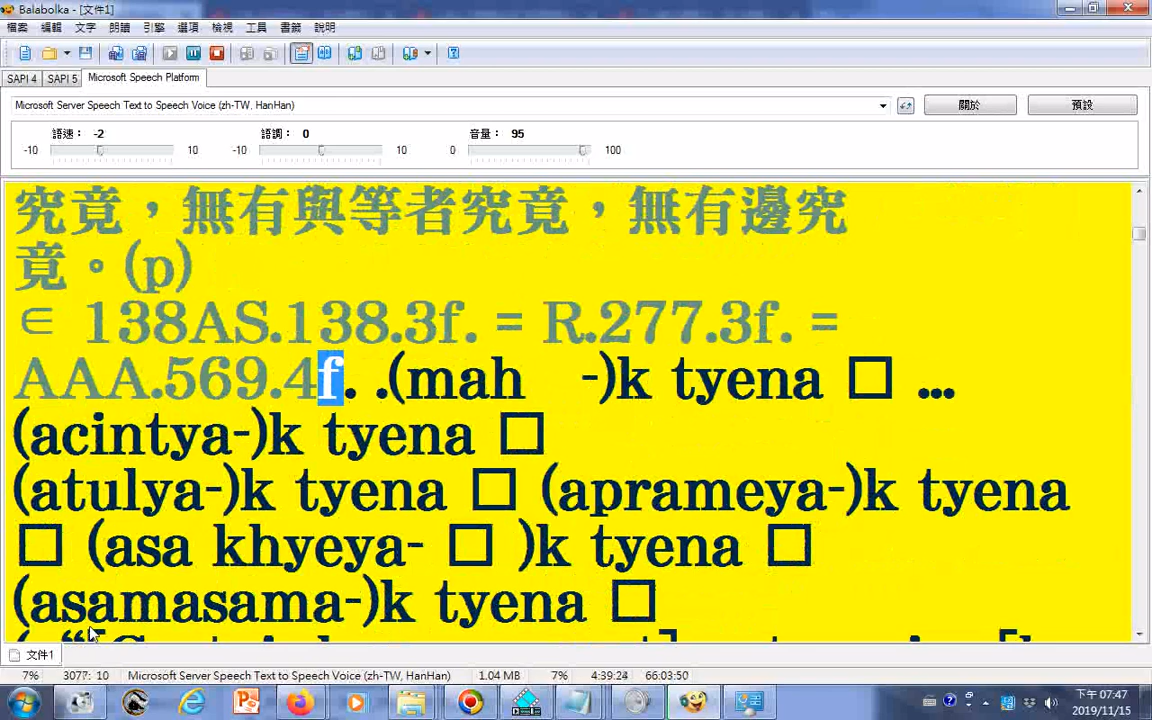 Balabolka - [文件1]
檔案 編輯 文字 朗讀 引擎 選項 檢視 工具 書籤 說明
SAPI 4 SAPI 5 Microsoft Speech Platform
Microsoft Server Speech Text to Speech Voice (zh-TW, HanHan) 關於 預設
語速： -2 語調： 0 音量： 95
-10 10 -10 10 0 100
究竟，無有與等者究竟，無有邊究
竟。(p)
∈ 138AS.138.3f. = R.277.3f. =
AAA.569.4f. .(mah -)k tyena □ ...
(acintya-)k tyena □
(atulya-)k tyena □ (aprameya-)k tyena
□ (asa khyeya- □ )k tyena □
(asamasama-)k tyena □
文件1
7% 3077: 10 Microsoft Server Speech Text to Speech Voice (zh-TW, HanHan) 1.04 MB 7% 4:39:24 66:03:50
下午 07:47
2019/11/15